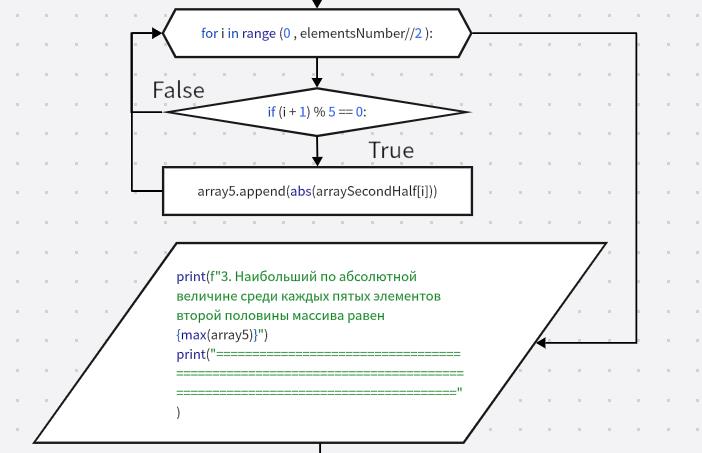 for i in range (0 , elementsNumber//2 ):
False
if (i + 1) % 5 == 0:
True
array5.append(abs(arraySecondHalf[i]))
print(f"3. Наибольший по абсолютной
величине среди каждых пятых элементов
второй половины массива равен
{max(array5)}")
print("==================================
========================================
======================================="
)